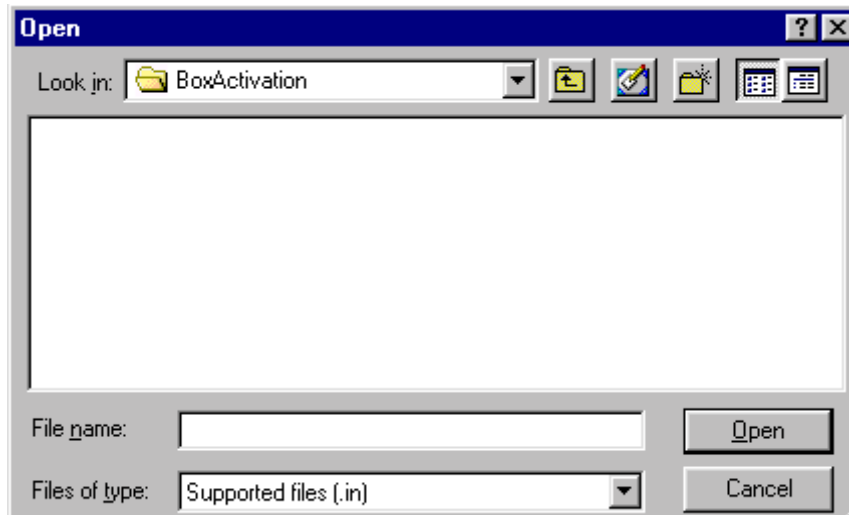 Open
Look in: BoxActivation
File name:
Open
Files of type: Supported files (.in)
Cancel